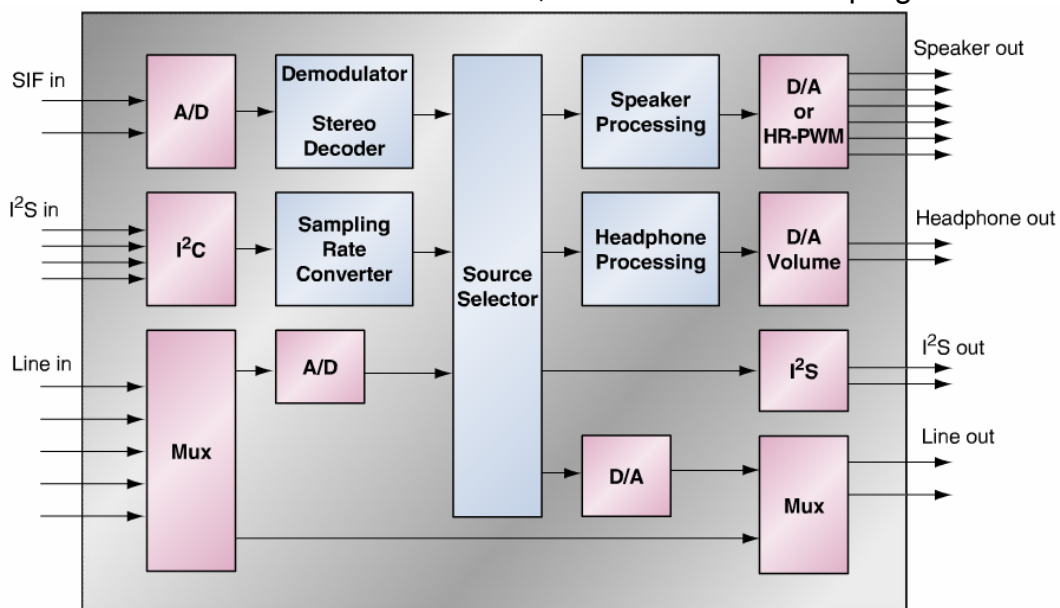 SIF in
A/D
Demodulator
Stereo
Decoder
I²S in
I²C
Sampling
Rate
Converter
Line in
Mux
A/D
Source
Selector
Speaker
Processing
D/A
or
HR-PWM
Speaker out
Headphone
Processing
D/A
Volume
Headphone out
I²S
I²S out
D/A
Mux
Line out